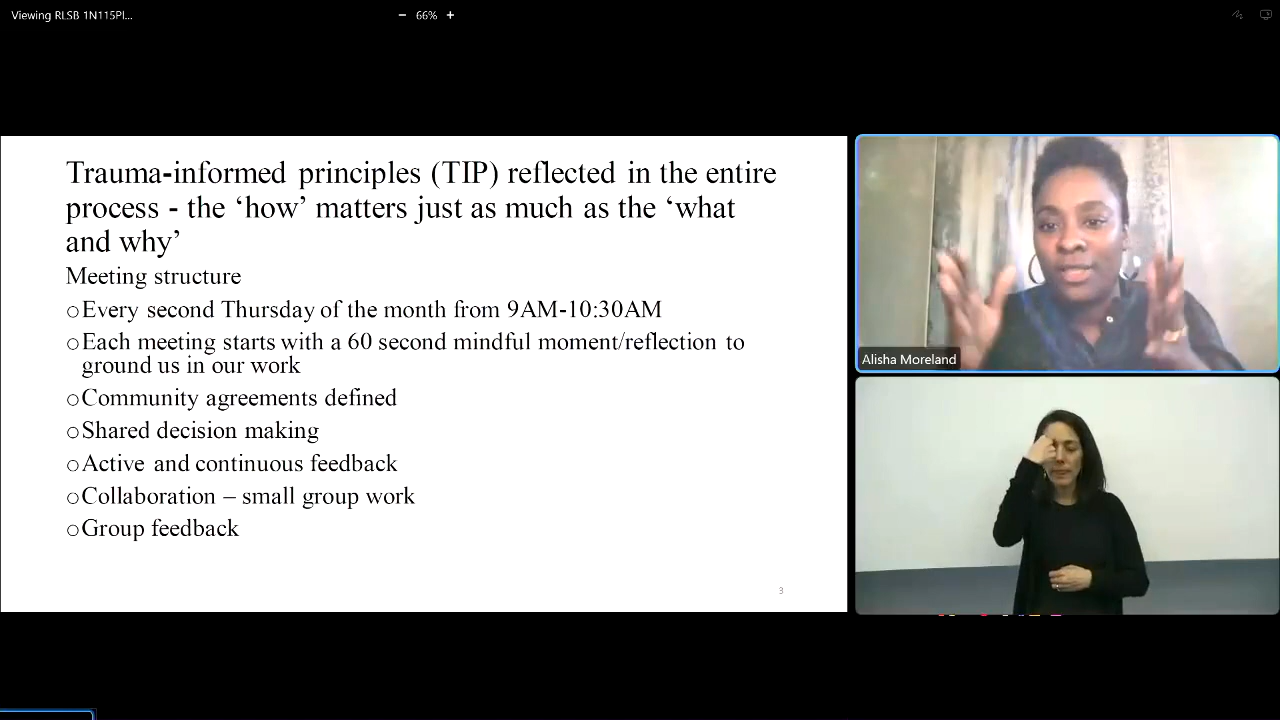 Viewing RLSB 1N115Pl...
− 66% +
Trauma-informed principles (TIP) reflected in the entire
process - the ‘how’ matters just as much as the ‘what
and why’
Meeting structure
○Every second Thursday of the month from 9AM-10:30AM
○Each meeting starts with a 60 second mindful moment/reflection to
ground us in our work
○Community agreements defined
○Shared decision making
○Active and continuous feedback
○Collaboration – small group work
○Group feedback
3
Alisha Moreland